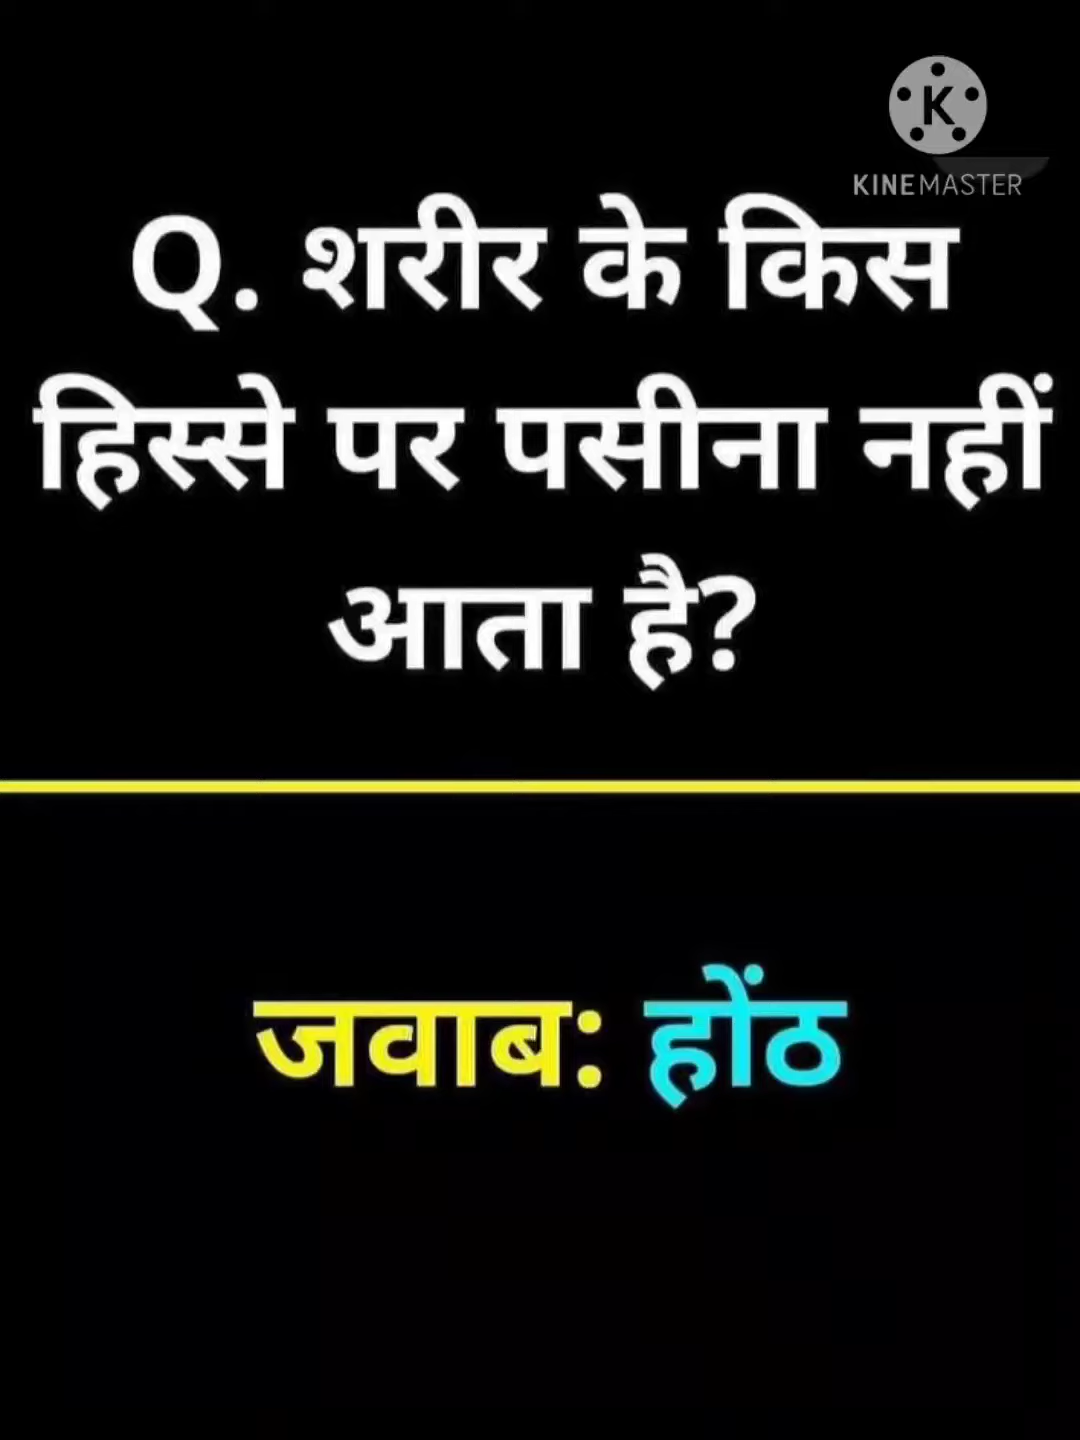 K
KINEMASTER
Q. शरीर के किस
हिस्से पर पसीना नहीं
आता है?
जवाब: होंठ